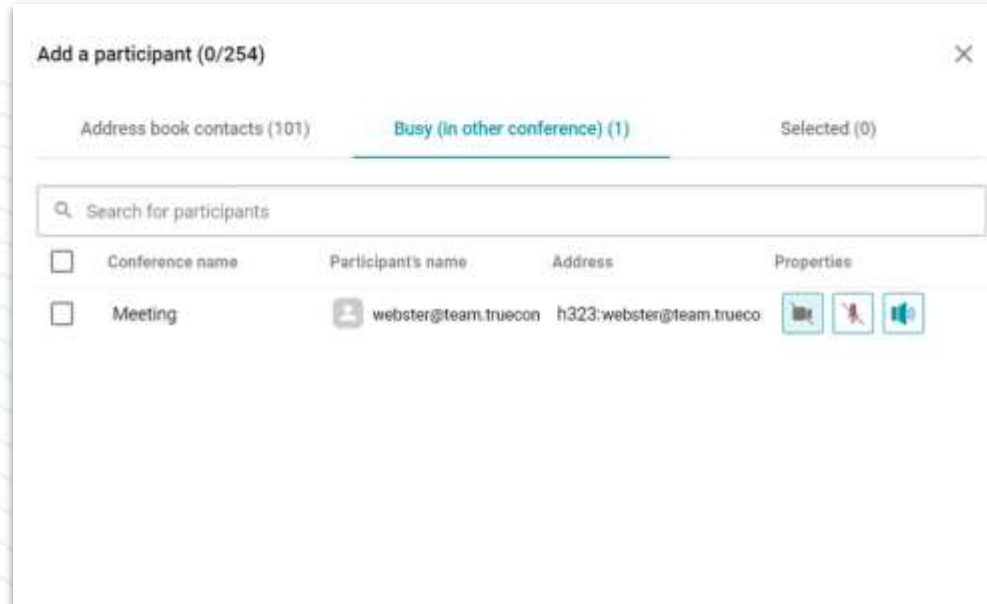 Add a participant (0/254)
Address book contacts (101) Busy (in other conference) (1) Selected (0)
Search for participants
Conference name Participant's name Address Properties
Meeting webster@team.truecon h323:webster@team.trueco